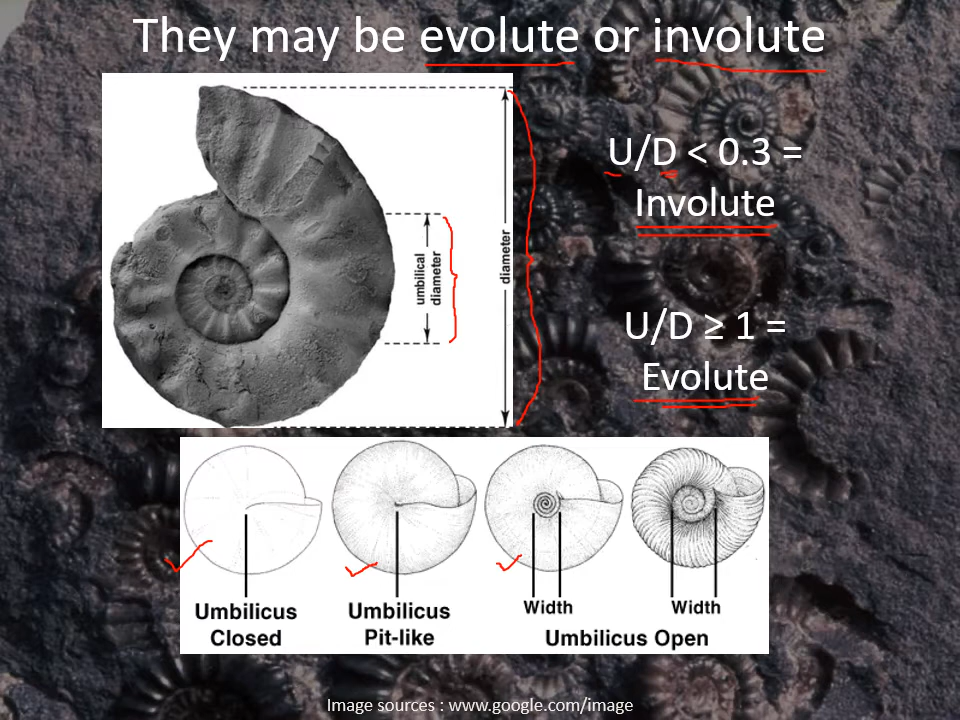 They may be evolute or involute
umbilical
diameter
diameter
U/D < 0.3 =
Involute
U/D ≥ 1 =
Evolute
Umbilicus
Closed
Umbilicus
Pit-like
Width
Width
Umbilicus Open
Image sources : www.google.com/image